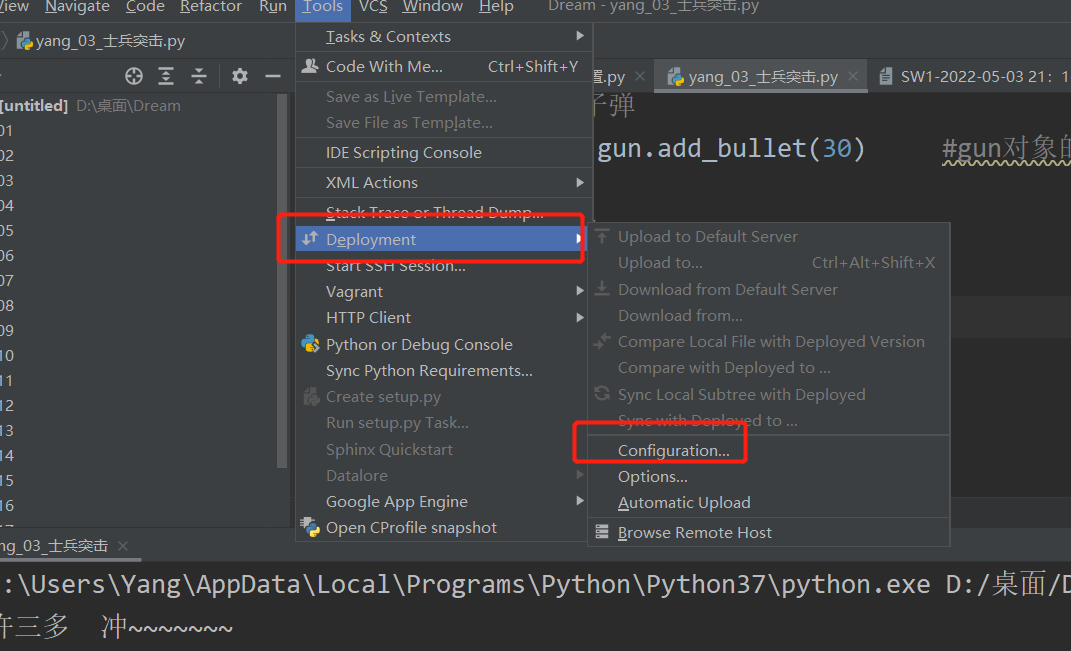 View Navigate Code Refactor Run Tools VCS Window Help Dream - yang_03_士兵突击.py
yang_03_士兵突击.py
[untitled] D:\桌面\Dream
01
02
03
04
05
06
07
08
09
10
11
12
13
14
15
16
Tasks & Contexts
Code With Me... Ctrl+Shift+Y
Save as Live Template...
Save File as Template...
IDE Scripting Console
XML Actions
Stack Trace or Thread Dump...
Deployment
Start SSH Session...
Vagrant
HTTP Client
Python or Debug Console
Sync Python Requirements...
Create setup.py
Run setup.py Task...
Sphinx Quickstart
Datalore
Google App Engine
Open CProfile snapshot
置.py yang_03_士兵突击.py SW1-2022-05-03 21：1
子弹
gun.add_bullet(30) #gun对象的
Upload to Default Server
Upload to... Ctrl+Alt+Shift+X
Download from Default Server
Download from...
Compare Local File with Deployed Version
Compare with Deployed to ...
Sync Local Subtree with Deployed
Sync with Deployed to ...
Configuration...
Options...
Automatic Upload
Browse Remote Host
ng_03_士兵突击
:\Users\Yang\AppData\Local\Programs\Python\Python37\python.exe D:/桌面/D
许三多 冲~~~~~~~